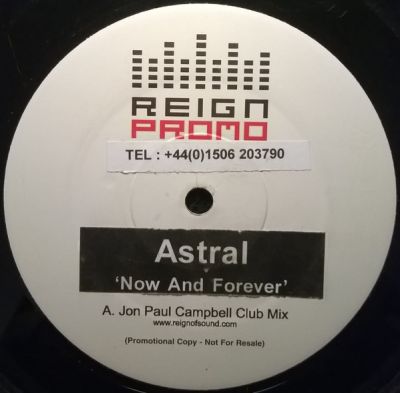 REIGN
PROMO
TEL : +44(0)1506 203790
Astral
'Now And Forever'
A. Jon Paul Campbell Club Mix
www.reignofsound.com
(Promotional Copy - Not For Resale)